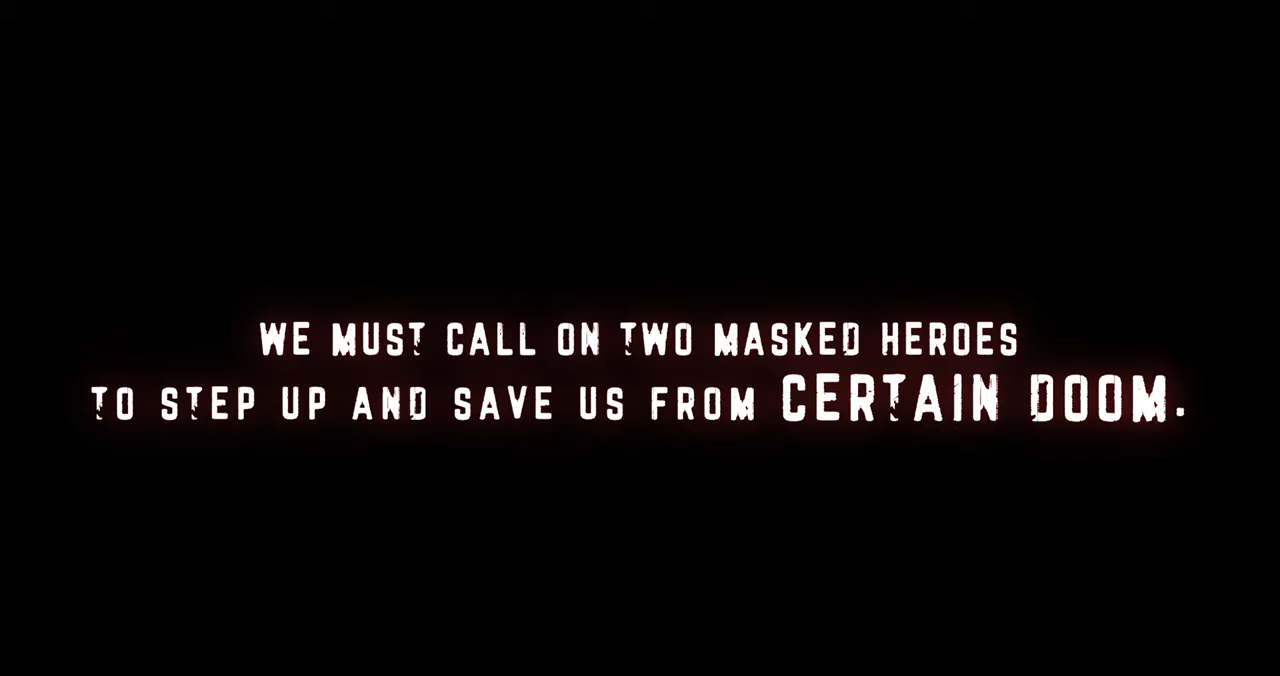 WE MUST CALL ON TWO MASKED HEROES
TO STEP UP AND SAVE US FROM CERTAIN DOOM.